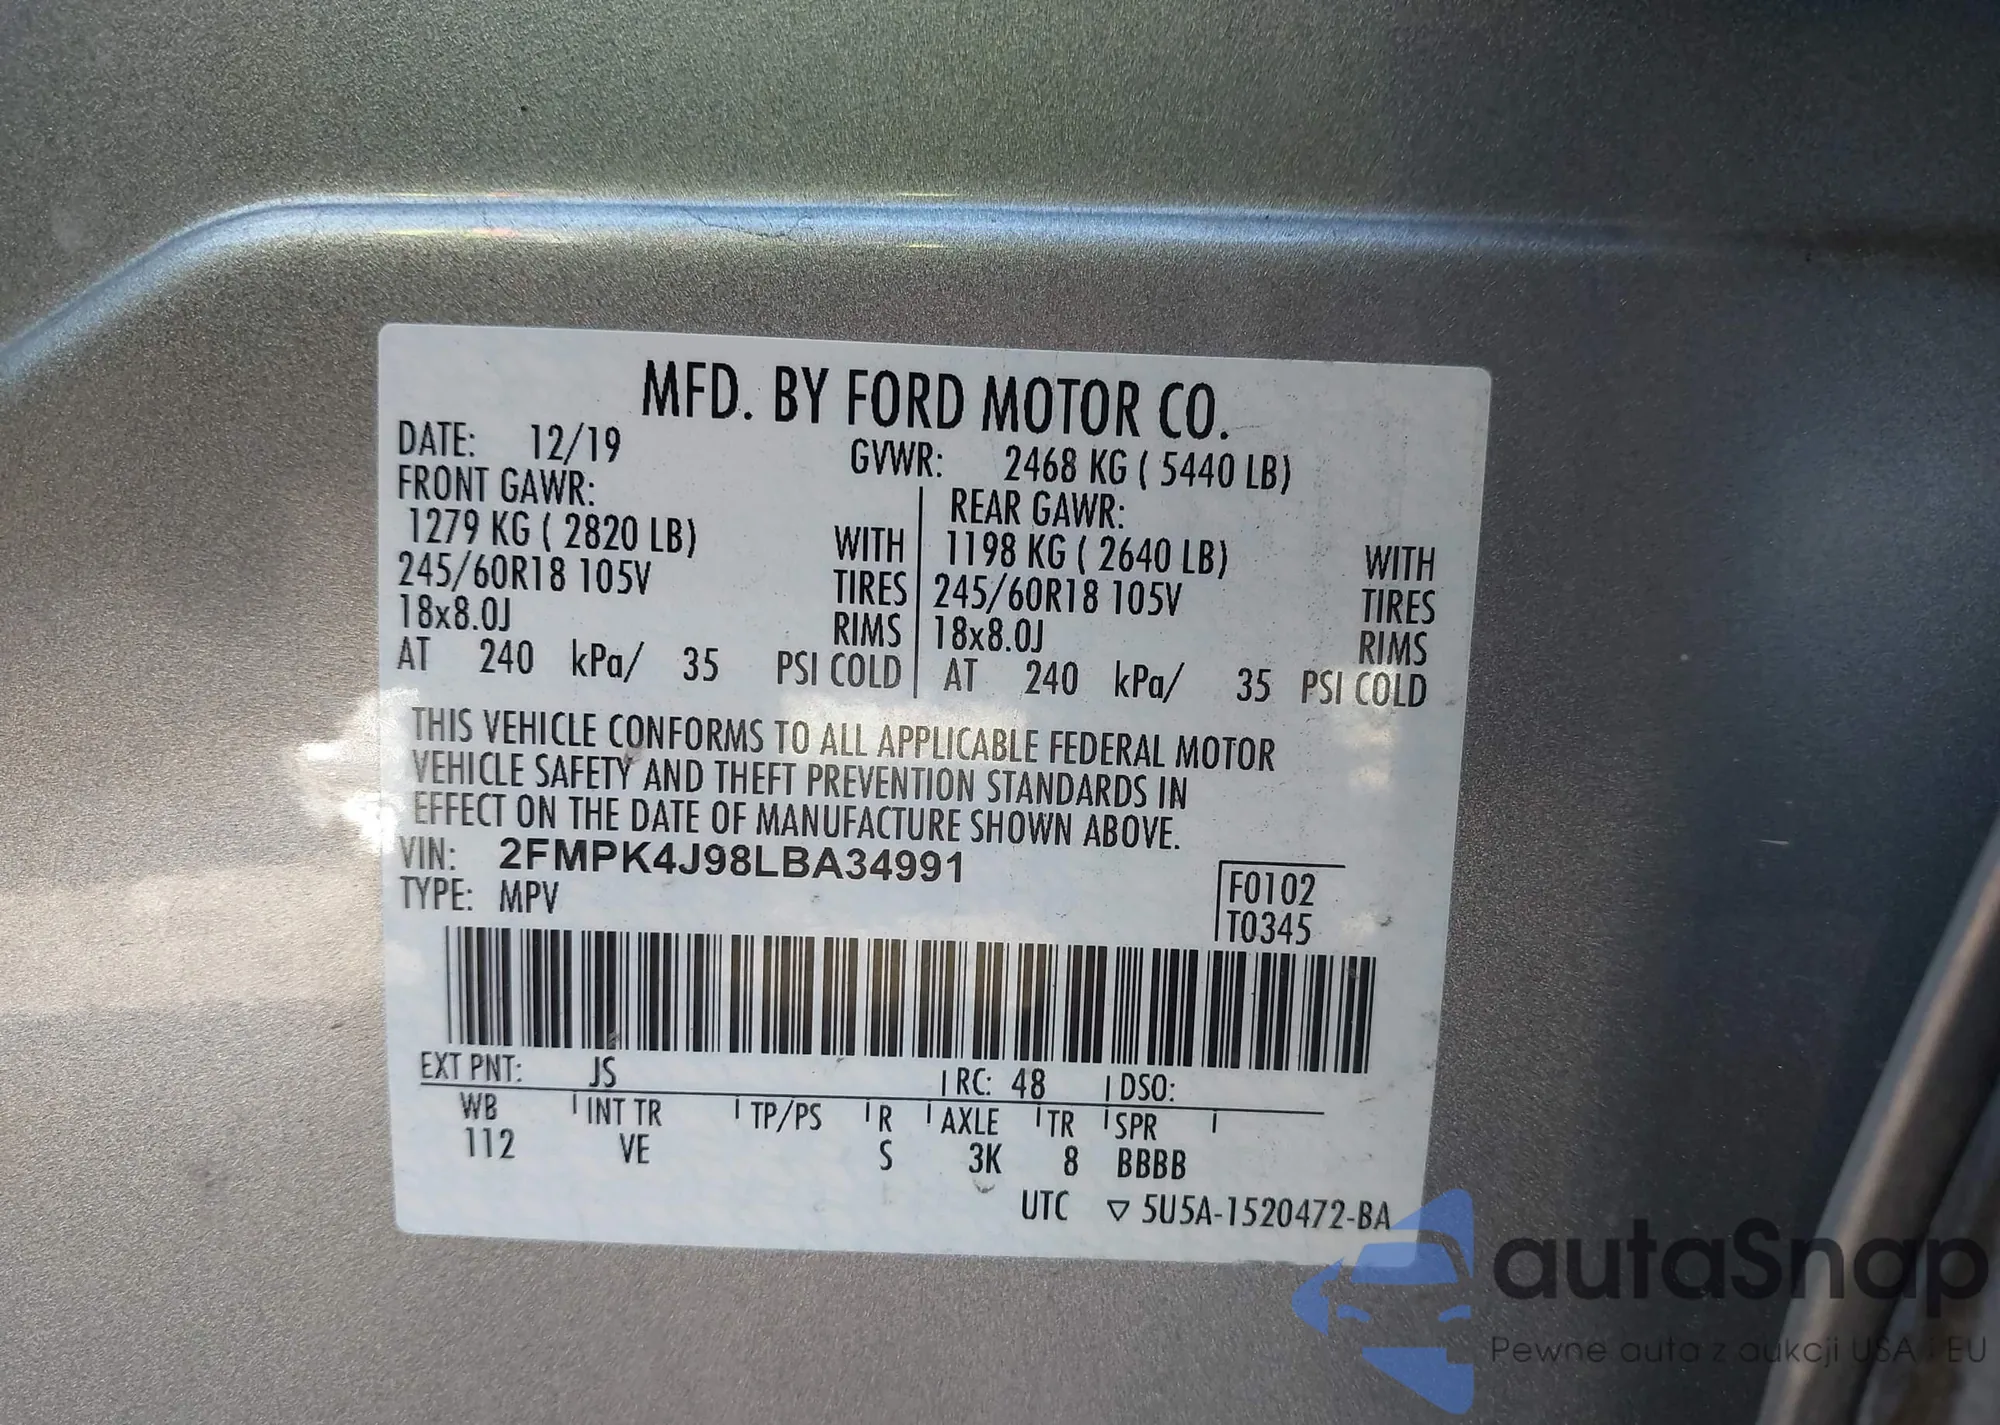 MFD. BY FORD MOTOR CO.
DATE: 12/19 GVWR: 2468 KG ( 5440 LB)
FRONT GAWR: REAR GAWR:
1279 KG ( 2820 LB) WITH 1198 KG ( 2640 LB) WITH
245/60R18 105V TIRES 245/60R18 105V TIRES
18x8.0J RIMS 18x8.0J RIMS
AT 240 kPa/ 35 PSI COLD AT 240 kPa/ 35 PSI COLD
THIS VEHICLE CONFORMS TO ALL APPLICABLE FEDERAL MOTOR
VEHICLE SAFETY AND THEFT PREVENTION STANDARDS IN
EFFECT ON THE DATE OF MANUFACTURE SHOWN ABOVE.
VIN: 2FMPK4J98LBA34991
TYPE: MPV F0102
T0345
EXT PNT: JS RC: 48 DSO:
WB INT TR TP/PS R AXLE TR SPR
112 VE S 3K 8 BBBB
UTC ▽ 5U5A-1520472-BA
autaSnap
Pewne auta z aukcji USA i EU